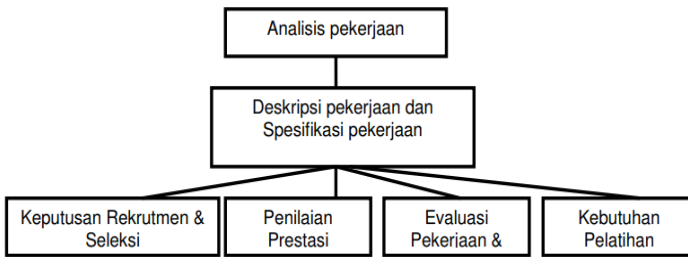 Analisis pekerjaan
Deskripsi pekerjaan dan
Spesifikasi pekerjaan
Keputusan Rekrutmen &
Seleksi
Penilaian
Prestasi
Evaluasi
Pekerjaan &
Kebutuhan
Pelatihan